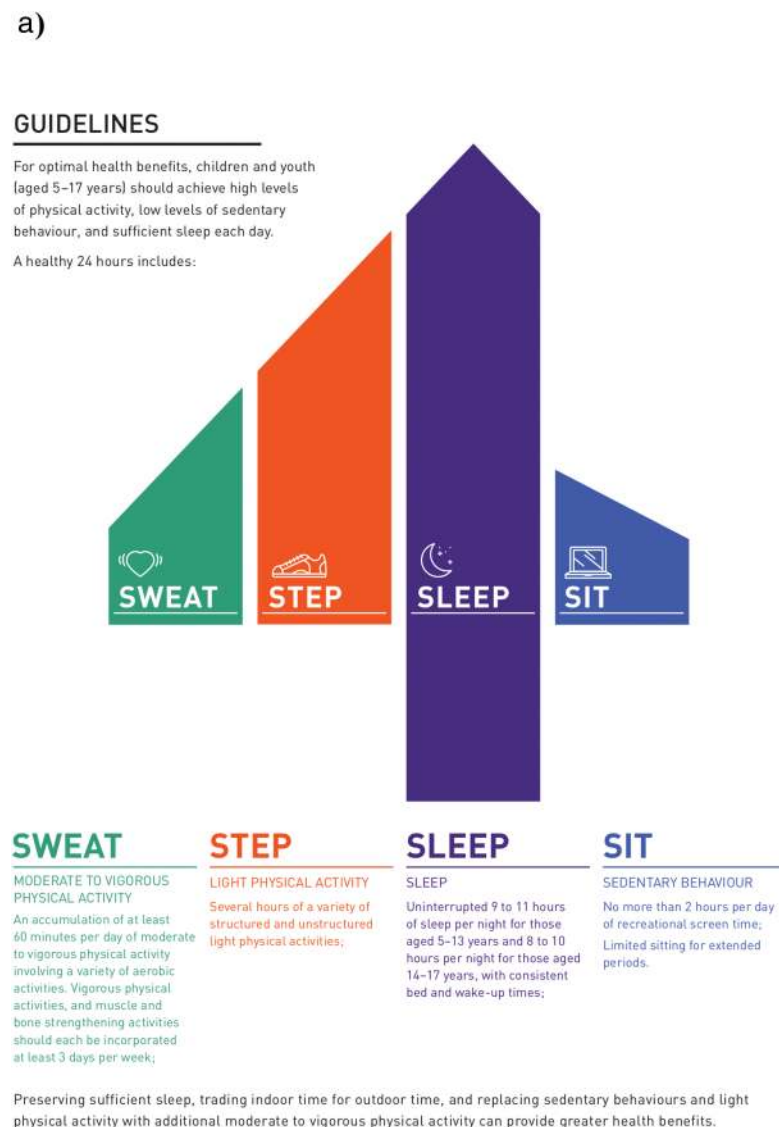 a)
GUIDELINES
For optimal health benefits, children and youth
(aged 5–17 years) should achieve high levels
of physical activity, low levels of sedentary
behaviour, and sufficient sleep each day.
A healthy 24 hours includes:
SWEAT
STEP
SLEEP
SIT
SWEAT
MODERATE TO VIGOROUS
PHYSICAL ACTIVITY
An accumulation of at least
60 minutes per day of moderate
to vigorous physical activity
involving a variety of aerobic
activities. Vigorous physical
activities, and muscle and
bone strengthening activities
should each be incorporated
at least 3 days per week;
STEP
LIGHT PHYSICAL ACTIVITY
Several hours of a variety of
structured and unstructured
light physical activities;
SLEEP
SLEEP
Uninterrupted 9 to 11 hours
of sleep per night for those
aged 5–13 years and 8 to 10
hours per night for those aged
14–17 years, with consistent
bed and wake-up times;
SIT
SEDENTARY BEHAVIOUR
No more than 2 hours per day
of recreational screen time;
Limited sitting for extended
periods.
Preserving sufficient sleep, trading indoor time for outdoor time, and replacing sedentary behaviours and light
physical activity with additional moderate to vigorous physical activity can provide greater health benefits.